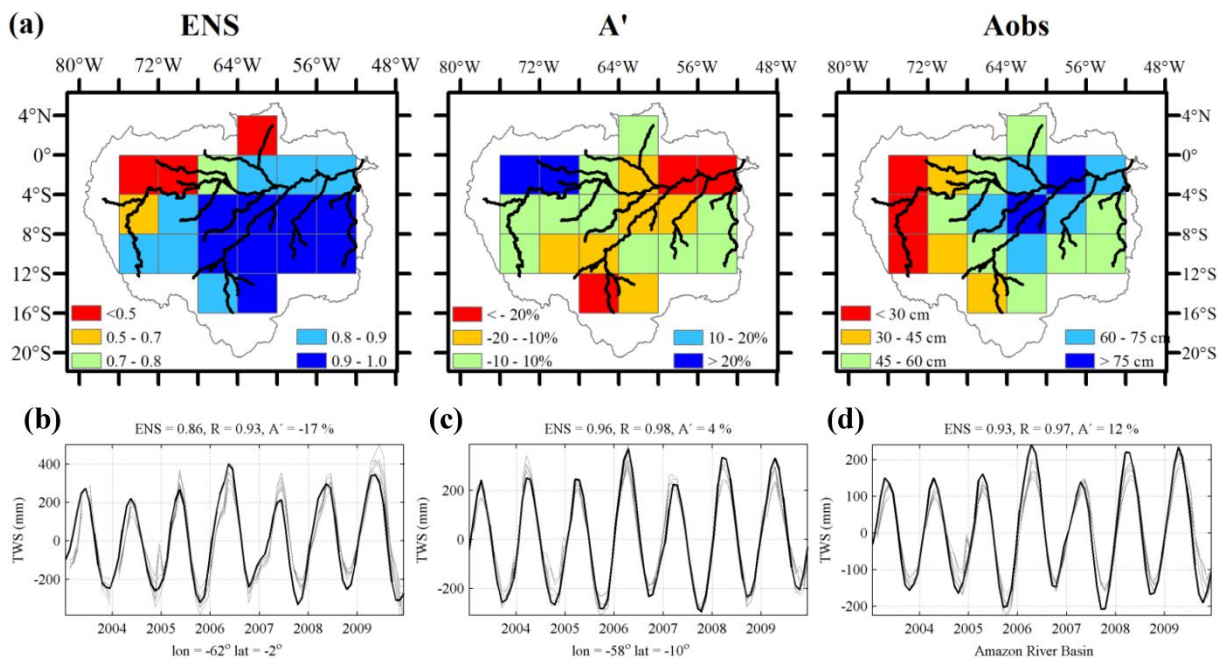 (a)
ENS
A'
Aobs
80°W 72°W 64°W 56°W 48°W
80°W 72°W 64°W 56°W 48°W
80°W 72°W 64°W 56°W 48°W
4°N
0°
4°S
8°S
12°S
16°S
20°S
<0.5
0.5 - 0.7
0.7 - 0.8
0.8 - 0.9
0.9 - 1.0
< - 20%
-20 - -10%
-10 - 10%
10 - 20%
> 20%
< 30 cm
30 - 45 cm
45 - 60 cm
60 - 75 cm
> 75 cm
4°N
0°
4°S
8°S
12°S
16°S
20°S
(b)
ENS = 0.86, R = 0.93, A´ = -17 %
TWS (mm)
400
200
0
-200
2004 2005 2006 2007 2008 2009
lon = -62° lat = -2°
(c)
ENS = 0.96, R = 0.98, A´ = 4 %
TWS (mm)
200
0
-200
2004 2005 2006 2007 2008 2009
lon = -58° lat = -10°
(d)
ENS = 0.93, R = 0.97, A´ = 12 %
TWS (mm)
200
100
0
-100
-200
2004 2005 2006 2007 2008 2009
Amazon River Basin